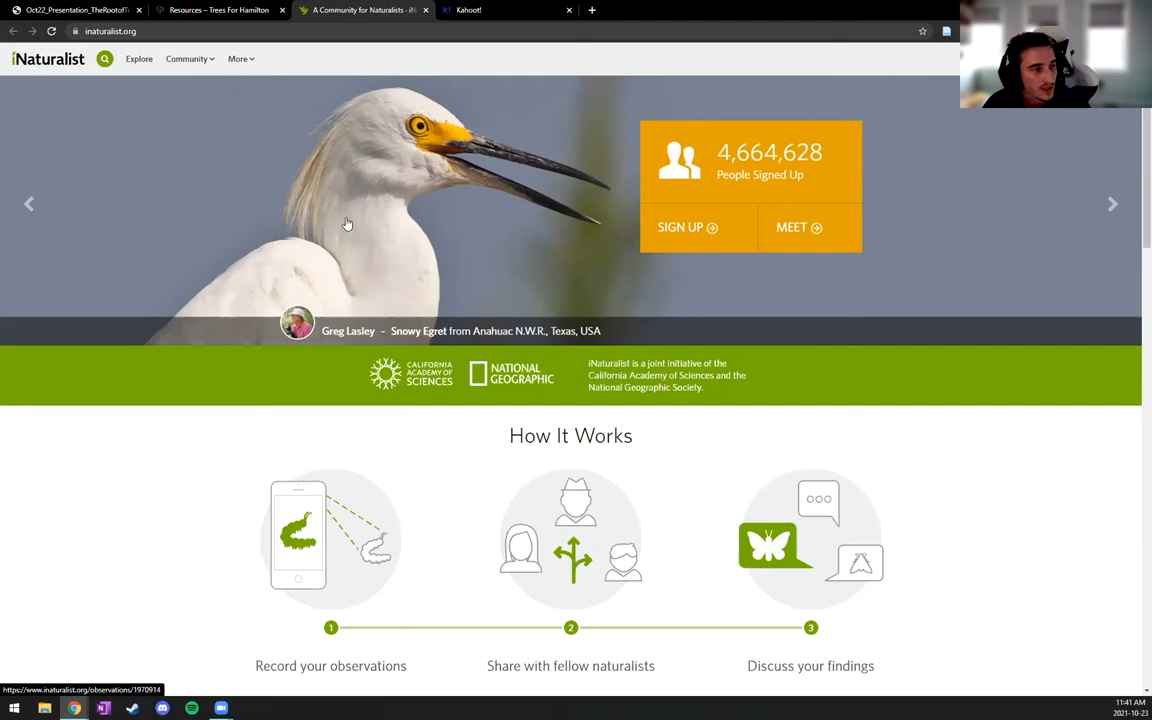 Oct22_Presentation_TheRootofT
Resources – Trees For Hamilton
A Community for Naturalists · iN
Kahoot!
inaturalist.org
iNaturalist
Explore
Community
More
4,664,628
People Signed Up
SIGN UP
MEET
Greg Lasley - Snowy Egret from Anahuac N.W.R., Texas, USA
CALIFORNIA
ACADEMY OF
SCIENCES
NATIONAL
GEOGRAPHIC
iNaturalist is a joint initiative of the
California Academy of Sciences and the
National Geographic Society.
How It Works
1
2
3
Record your observations
Share with fellow naturalists
Discuss your findings
https://www.inaturalist.org/observations/1970914
11:41 AM
2021-10-23